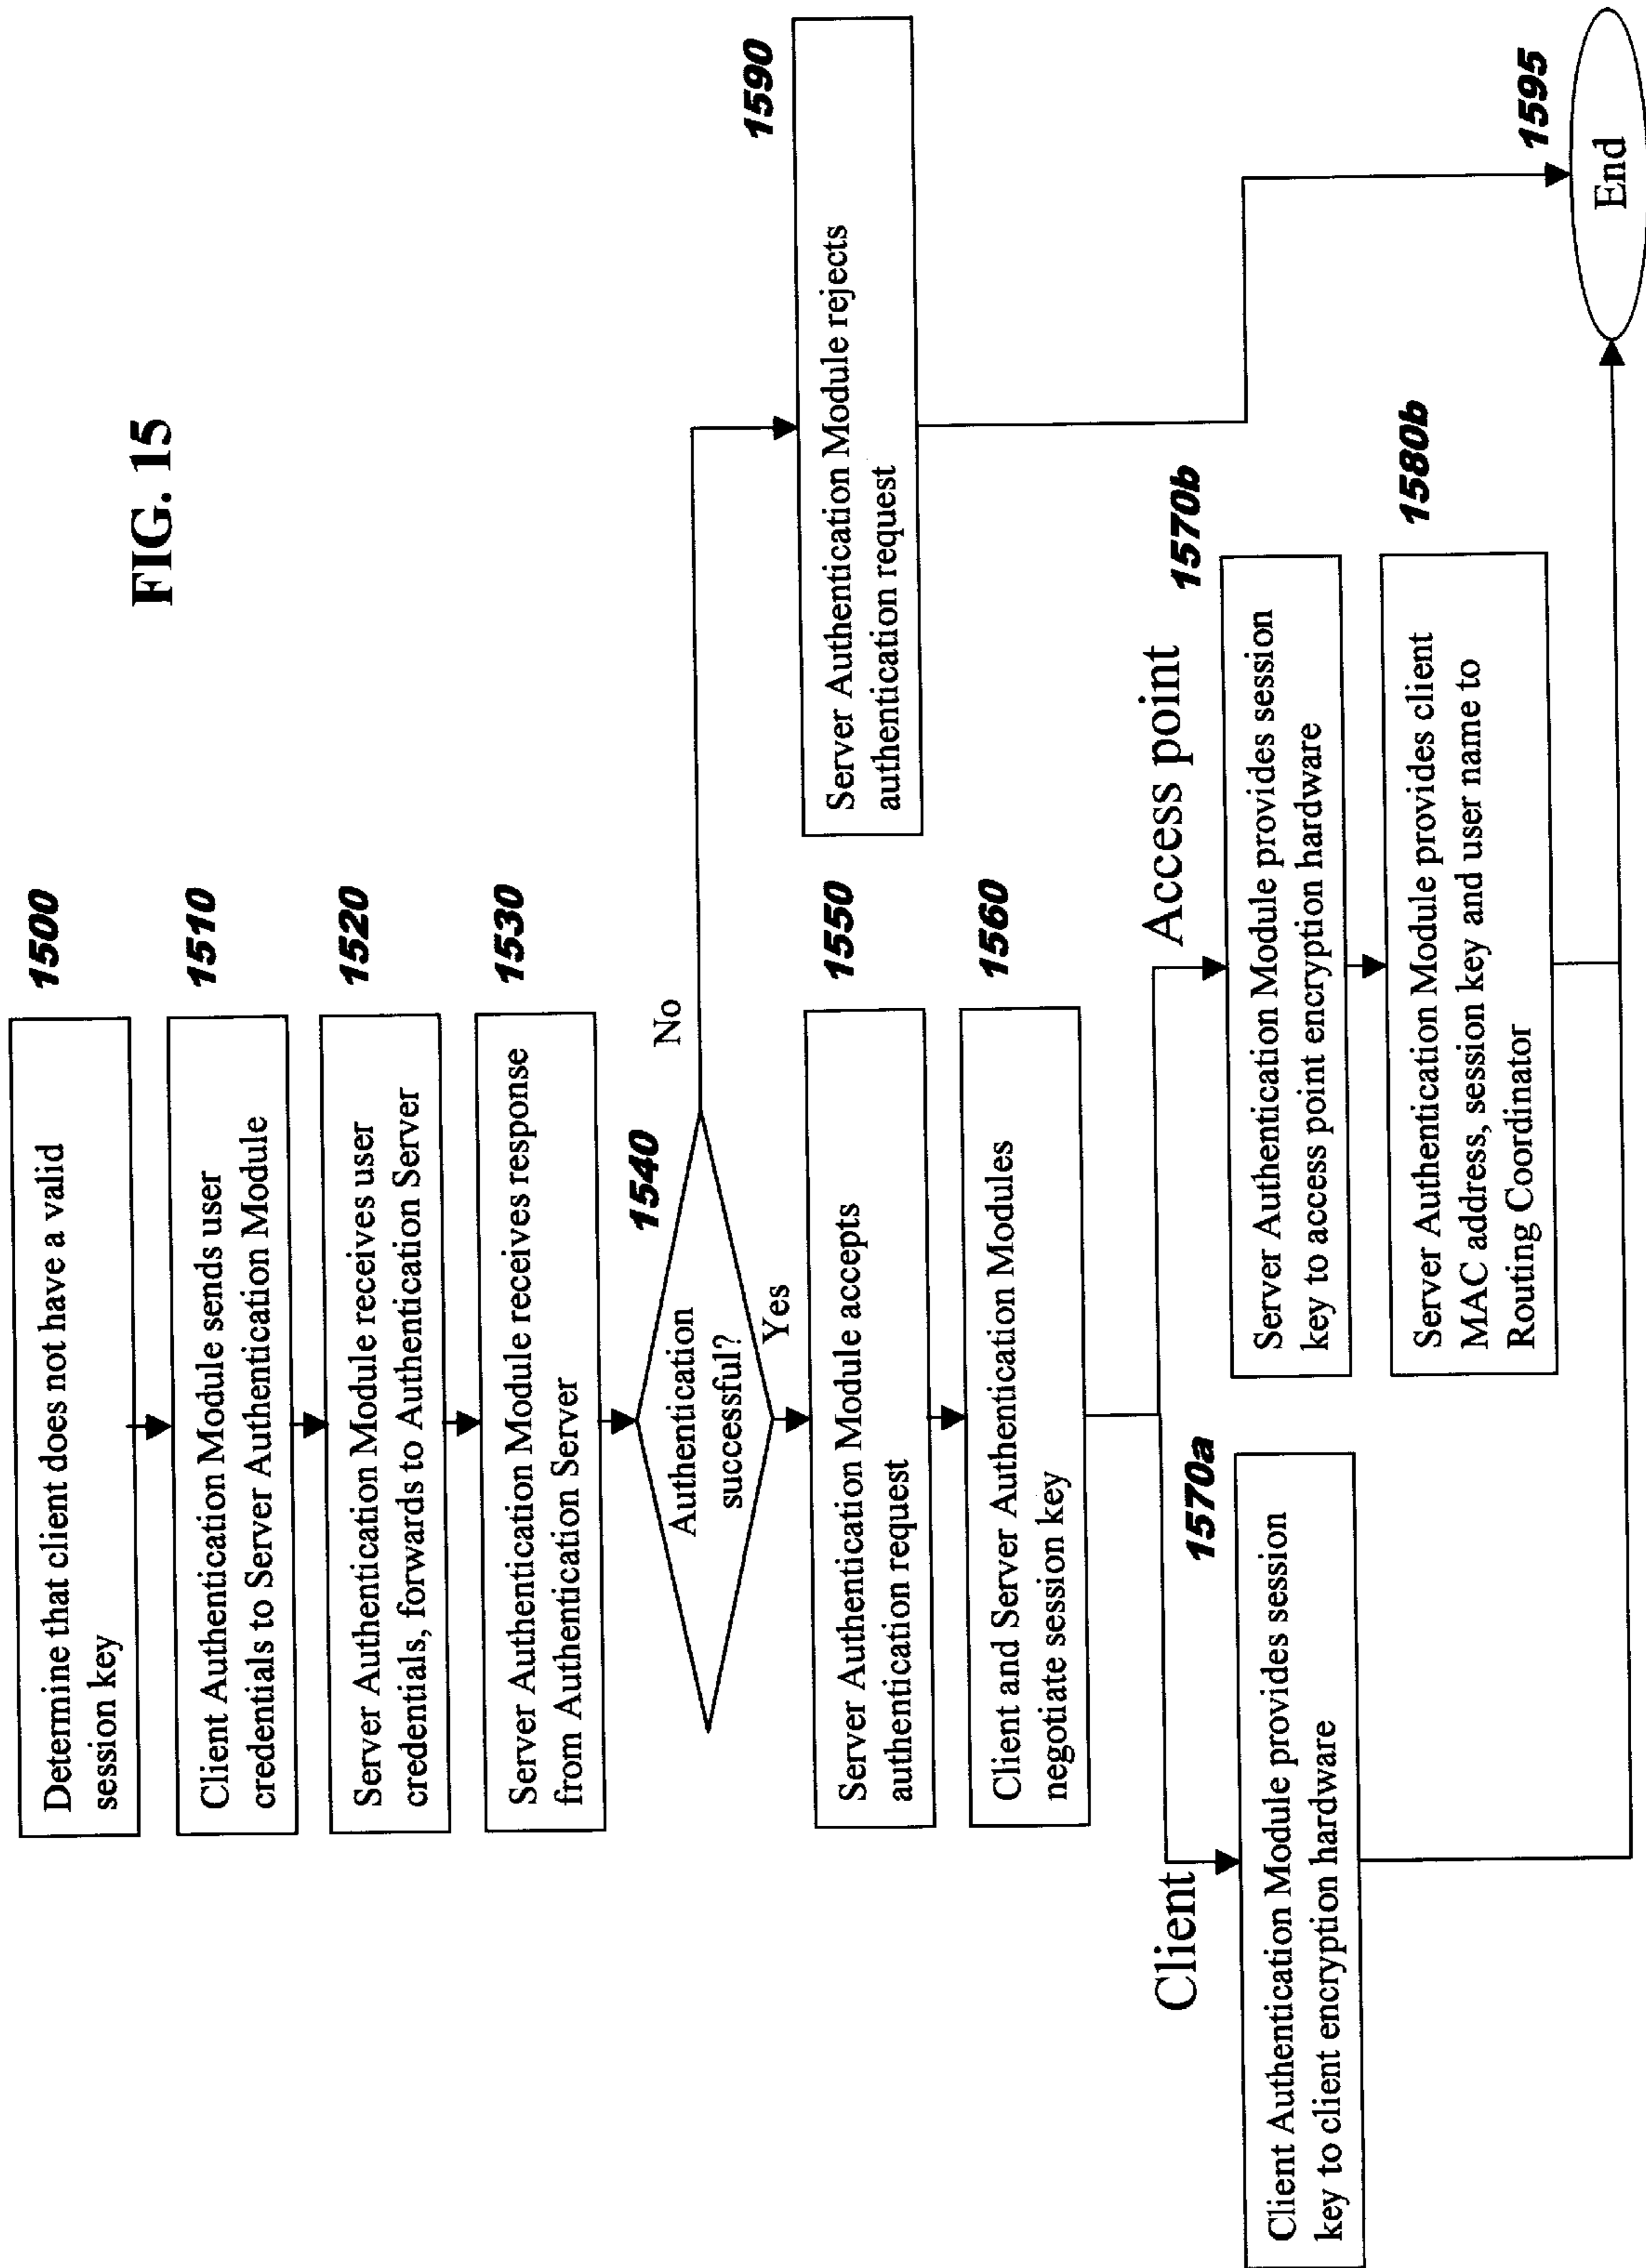 FIG. 15
1500
Determine that client does not have a valid
session key
1510
Client Authentication Module sends user
credentials to Server Authentication Module
1520
Server Authentication Module receives user
credentials, forwards to Authentication Server
1530
Server Authentication Module receives response
from Authentication Server
1540
Authentication
successful?
No
Yes
1590
Server Authentication Module rejects
authentication request
1550
Server Authentication Module accepts
authentication request
1560
Client and Server Authentication Modules
negotiate session key
Client
Access point
1570a
Client Authentication Module provides session
key to client encryption hardware
1570b
Server Authentication Module provides session
key to access point encryption hardware
1580b
Server Authentication Module provides client
MAC address, session key and user name to
Routing Coordinator
1595
End